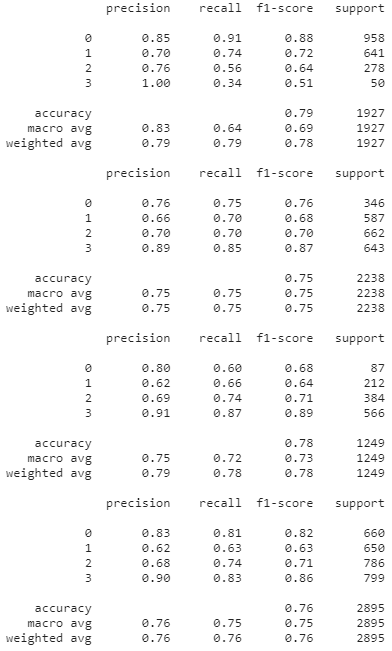 precision recall f1-score support
0 0.85 0.91 0.88 958
1 0.70 0.74 0.72 641
2 0.76 0.56 0.64 278
3 1.00 0.34 0.51 50
accuracy 0.79 1927
macro avg 0.83 0.64 0.69 1927
weighted avg 0.79 0.79 0.78 1927
precision recall f1-score support
0 0.76 0.75 0.76 346
1 0.66 0.70 0.68 587
2 0.70 0.70 0.70 662
3 0.89 0.85 0.87 643
accuracy 0.75 2238
macro avg 0.75 0.75 0.75 2238
weighted avg 0.75 0.75 0.75 2238
precision recall f1-score support
0 0.80 0.60 0.68 87
1 0.62 0.66 0.64 212
2 0.69 0.74 0.71 384
3 0.91 0.87 0.89 566
accuracy 0.78 1249
macro avg 0.75 0.72 0.73 1249
weighted avg 0.79 0.78 0.78 1249
precision recall f1-score support
0 0.83 0.81 0.82 660
1 0.62 0.63 0.63 650
2 0.68 0.74 0.71 786
3 0.90 0.83 0.86 799
accuracy 0.76 2895
macro avg 0.76 0.75 0.75 2895
weighted avg 0.76 0.76 0.76 2895